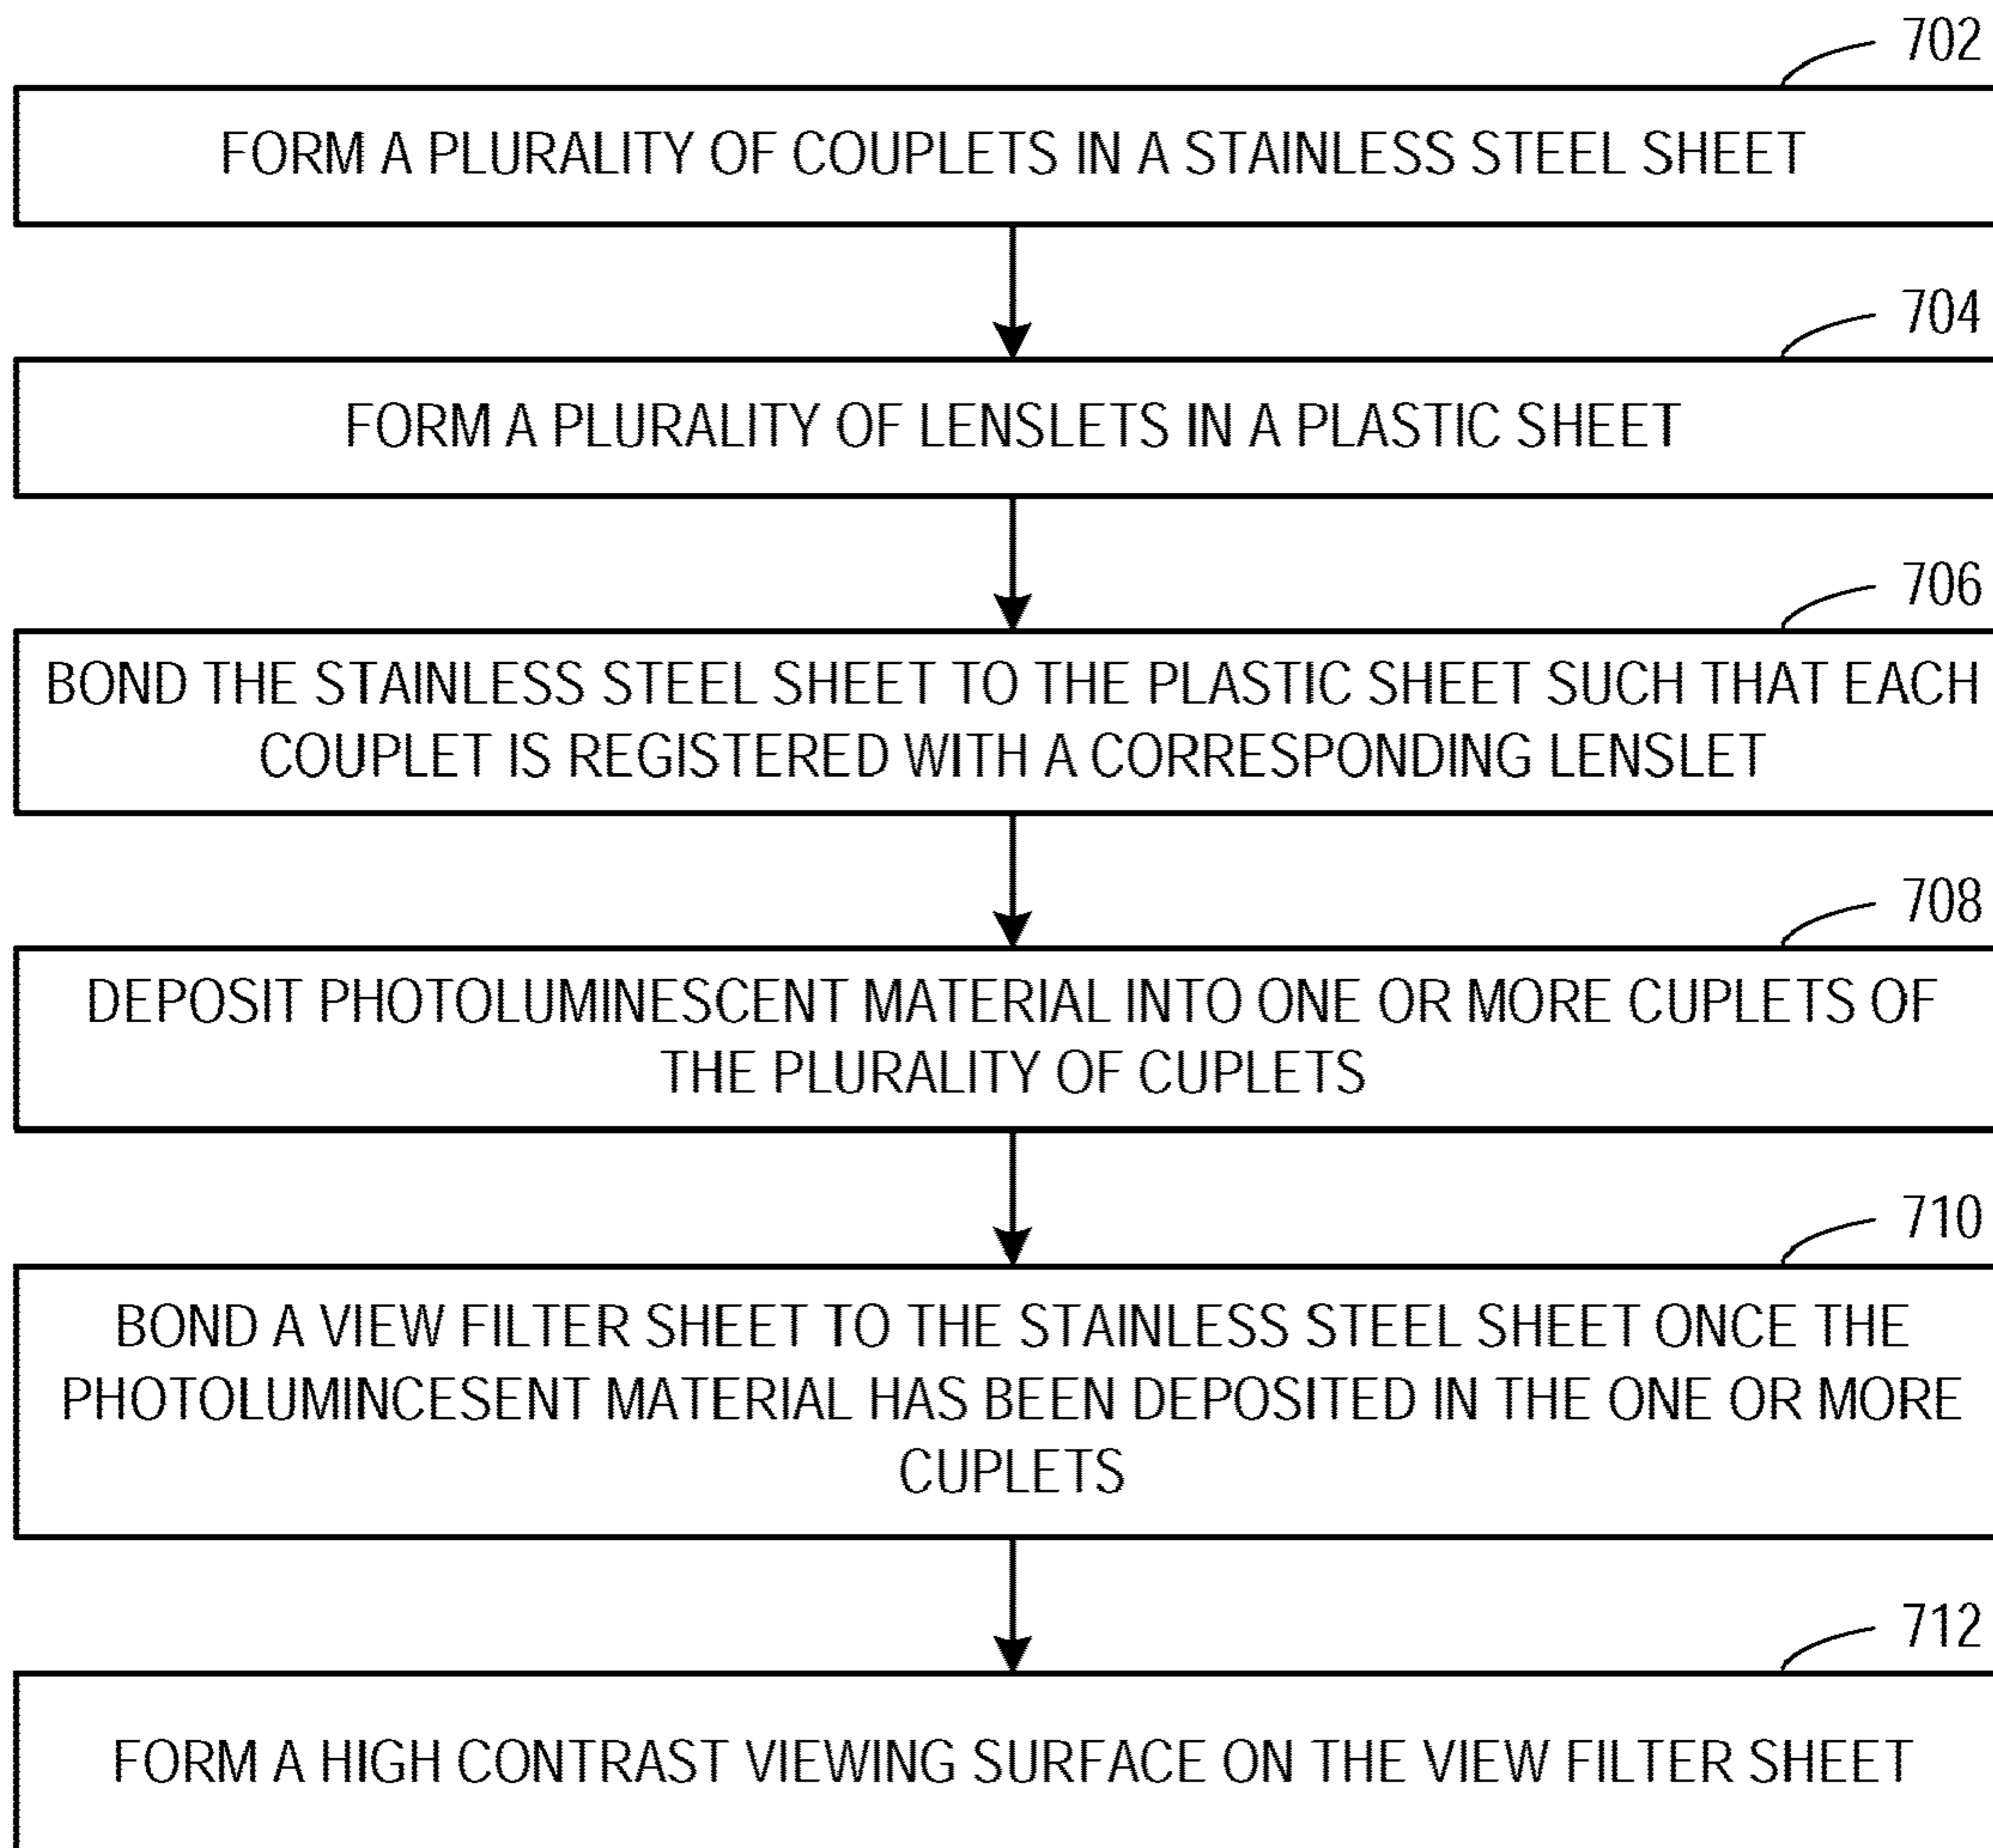 702
FORM A PLURALITY OF COUPLETS IN A STAINLESS STEEL SHEET
704
FORM A PLURALITY OF LENSLETS IN A PLASTIC SHEET
706
BOND THE STAINLESS STEEL SHEET TO THE PLASTIC SHEET SUCH THAT EACH
COUPLET IS REGISTERED WITH A CORRESPONDING LENSLET
708
DEPOSIT PHOTOLUMINESCENT MATERIAL INTO ONE OR MORE CUPLETS OF
THE PLURALITY OF CUPLETS
710
BOND A VIEW FILTER SHEET TO THE STAINLESS STEEL SHEET ONCE THE
PHOTOLUMINCESENT MATERIAL HAS BEEN DEPOSITED IN THE ONE OR MORE
CUPLETS
712
FORM A HIGH CONTRAST VIEWING SURFACE ON THE VIEW FILTER SHEET